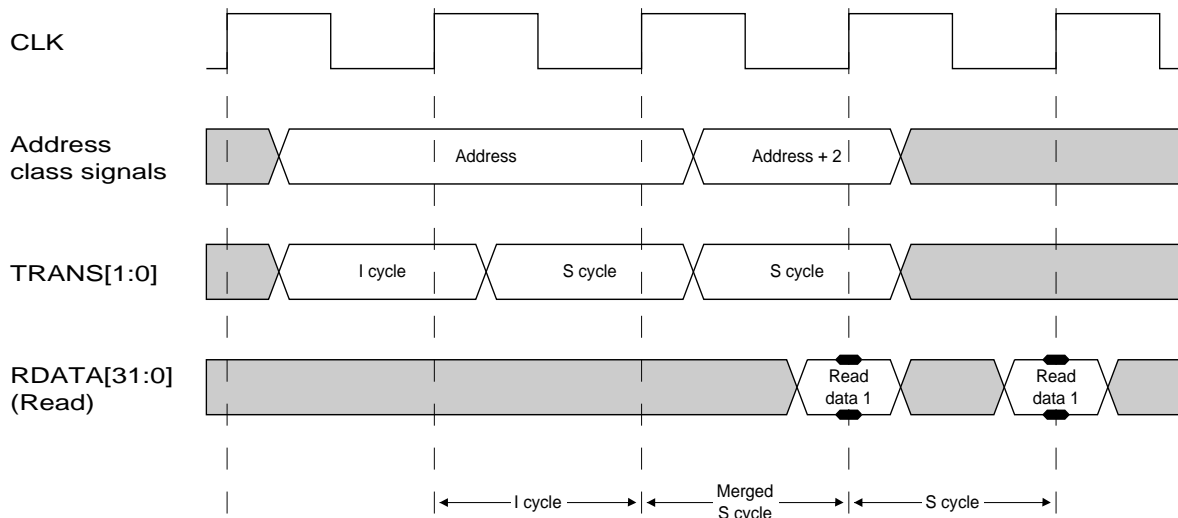 CLK
Address
class signals
Address
Address + 2
TRANS[1:0]
I cycle
S cycle
S cycle
RDATA[31:0]
(Read)
Read
data 1
Read
data 1
I cycle
Merged
S cycle
S cycle